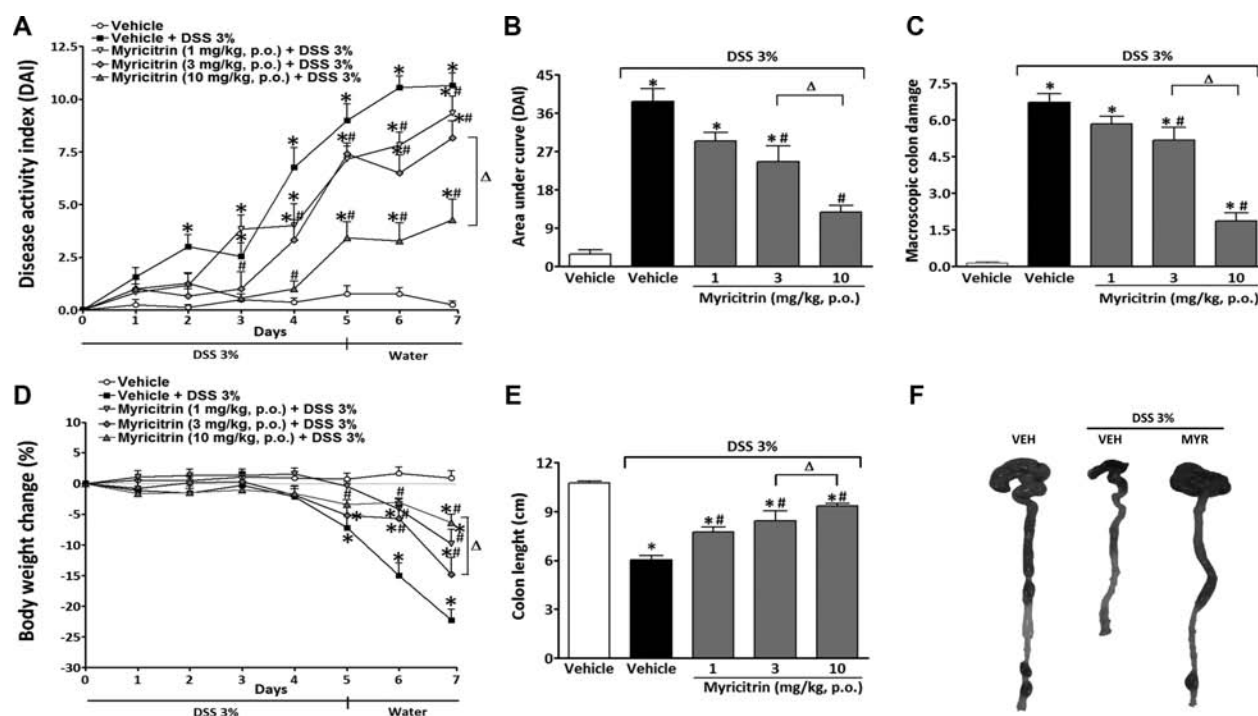 A
Vehicle
Vehicle + DSS 3%
Myricitrin (1 mg/kg, p.o.) + DSS 3%
Myricitrin (3 mg/kg, p.o.) + DSS 3%
Myricitrin (10 mg/kg, p.o.) + DSS 3%
Disease activity index (DAI)
12.5
10.0
7.5
5.0
2.5
0.0
* * * * * * * * * *# *# *# *# *# *# *# *# *# *# # #
Δ
0 1 2 3 4 5 6 7
Days
DSS 3% Water
B
DSS 3%
Δ
Area under curve (DAI)
45
36
27
18
9
0
* * *# #
Vehicle Vehicle 1 3 10
Myricitrin (mg/kg, p.o.)
C
DSS 3%
Δ
Macroscopic colon damage
7.5
6.0
4.5
3.0
1.5
0.0
* * *# *#
Vehicle Vehicle 1 3 10
Myricitrin (mg/kg, p.o.)
D
Vehicle
Vehicle + DSS 3%
Myricitrin (1 mg/kg, p.o.) + DSS 3%
Myricitrin (3 mg/kg, p.o.) + DSS 3%
Myricitrin (10 mg/kg, p.o.) + DSS 3%
Body weight change (%)
10
5
0
-5
-10
-15
-20
-25
-30
# # *# *# *# *# *# * * * *
Δ
0 1 2 3 4 5 6 7
Days
DSS 3% Water
E
DSS 3%
Δ
Colon lenght (cm)
12
9
6
3
0
* *# *# *#
Vehicle Vehicle 1 3 10
Myricitrin (mg/kg, p.o.)
F
DSS 3%
VEH VEH MYR